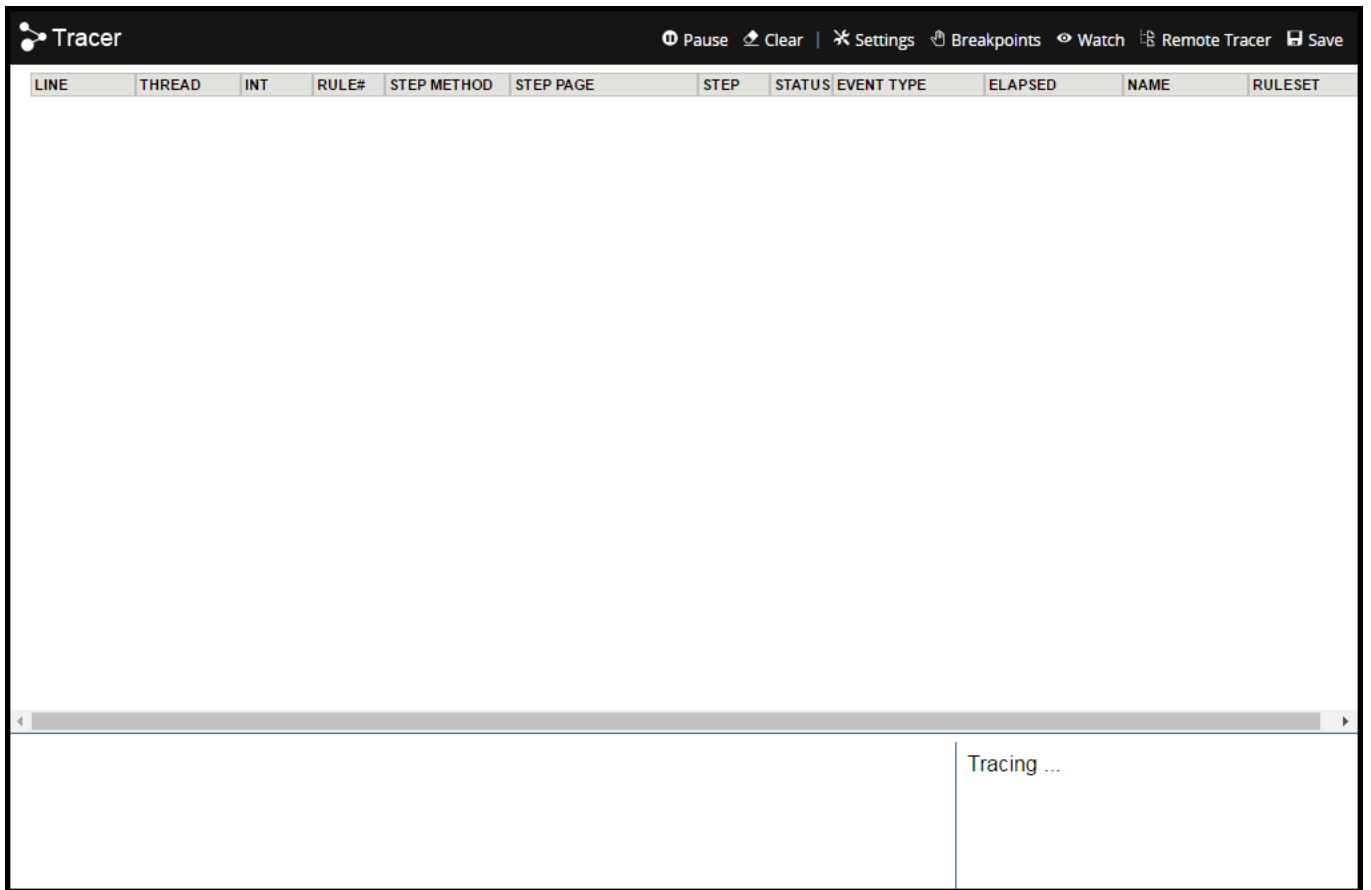 Tracer Pause Clear | Settings Breakpoints Watch Remote Tracer Save
LINE THREAD INT RULE# STEP METHOD STEP PAGE STEP STATUS EVENT TYPE ELAPSED NAME RULESET
Tracing ...